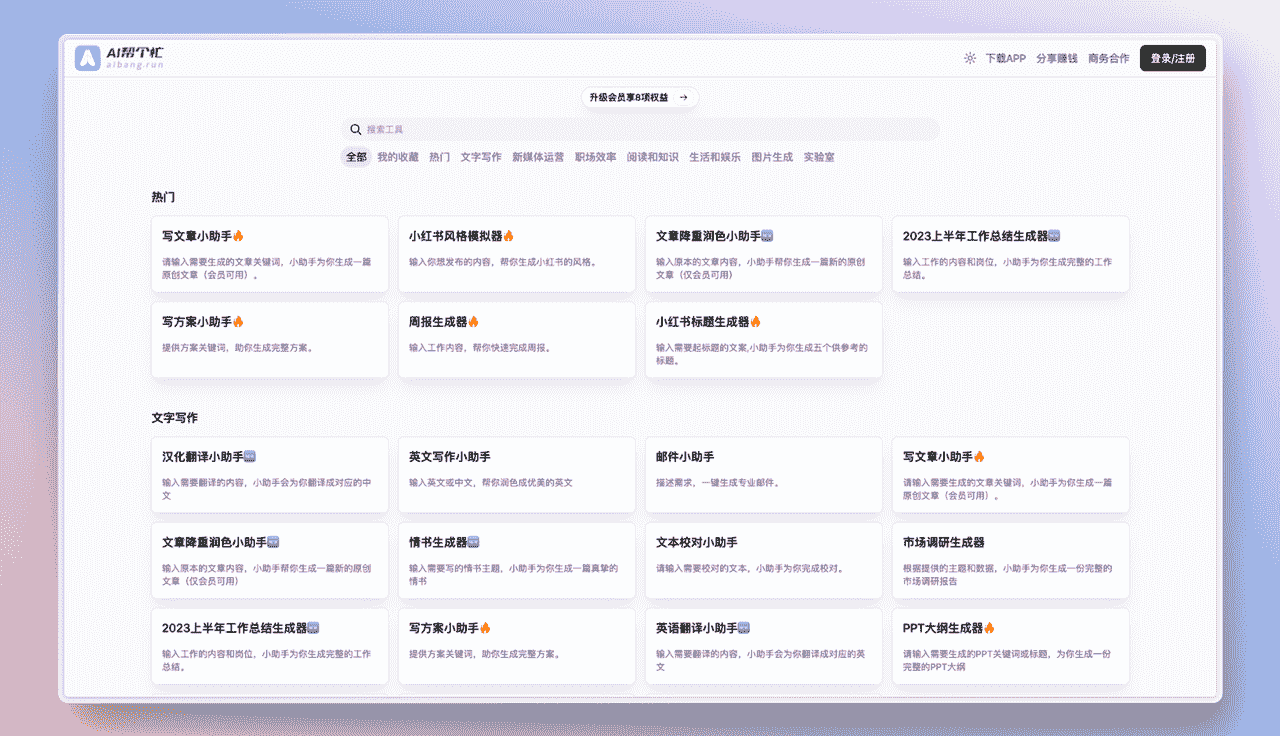 AI帮个忙
aibang.run
下载APP 分享赚钱 商务合作 登录/注册
升级会员享8项权益 →
搜索工具
全部 我的收藏 热门 文字写作 新媒体运营 职场效率 阅读和知识 生活和娱乐 图片生成 实验室
热门
写文章小助手🔥
请输入需要生成的文章关键词，小助手为你生成一篇
原创文章（会员可用）。
小红书风格模拟器🔥
输入你想发布的内容，帮你生成小红书的风格。
文章降重润色小助手
输入原本的文章内容，小助手帮你生成一篇新的原创
文章（仅会员可用）
2023上半年工作总结生成器
输入工作的内容和岗位，小助手为你生成完整的工作
总结。
写方案小助手🔥
提供方案关键词，助你生成完整方案。
周报生成器🔥
输入工作内容，帮你快速完成周报。
小红书标题生成器🔥
输入需要起标题的文案,小助手为你生成五个供参考的
标题。
文字写作
汉化翻译小助手
输入需要翻译的内容，小助手会为你翻译成对应的中
文
英文写作小助手
输入英文或中文，帮你润色成优美的英文
邮件小助手
描述需求，一键生成专业邮件。
写文章小助手🔥
请输入需要生成的文章关键词，小助手为你生成一篇
原创文章（会员可用）。
文章降重润色小助手
输入原本的文章内容，小助手帮你生成一篇新的原创
文章（仅会员可用）
情书生成器
输入需要写的情书主题，小助手为你生成一篇真挚的
情书
文本校对小助手
请输入需要校对的文本，小助手为你完成校对。
市场调研生成器
根据提供的主题和数据，小助手为你生成一份完整的
市场调研报告
2023上半年工作总结生成器
输入工作的内容和岗位，小助手为你生成完整的工作
总结。
写方案小助手🔥
提供方案关键词，助你生成完整方案。
英语翻译小助手
输入需要翻译的内容，小助手会为你翻译成对应的英
文
PPT大纲生成器🔥
请输入需要生成的PPT关键词或标题，为你生成一份
完整的PPT大纲